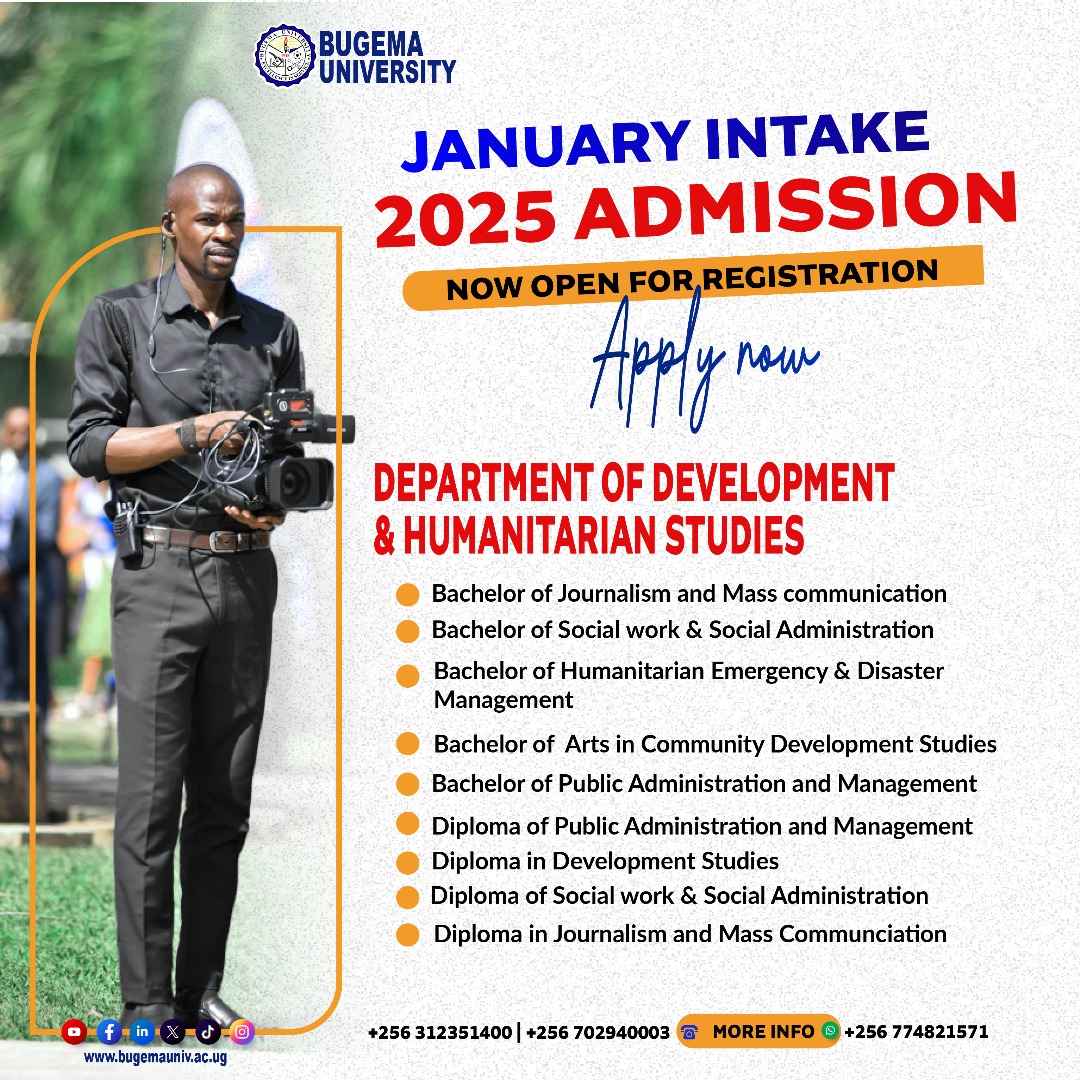 BUGEMA
UNIVERSITY
JANUARY INTAKE
2025 ADMISSION
NOW OPEN FOR REGISTRATION
Apply now
DEPARTMENT OF DEVELOPMENT
& HUMANITARIAN STUDIES
Bachelor of Journalism and Mass communication
Bachelor of Social work & Social Administration
Bachelor of Humanitarian Emergency & Disaster
Management
Bachelor of Arts in Community Development Studies
Bachelor of Public Administration and Management
Diploma of Public Administration and Management
Diploma in Development Studies
Diploma of Social work & Social Administration
Diploma in Journalism and Mass Communciation
+256 312351400 | +256 702940003 MORE INFO +256 774821571
www.bugemauniv.ac.ug